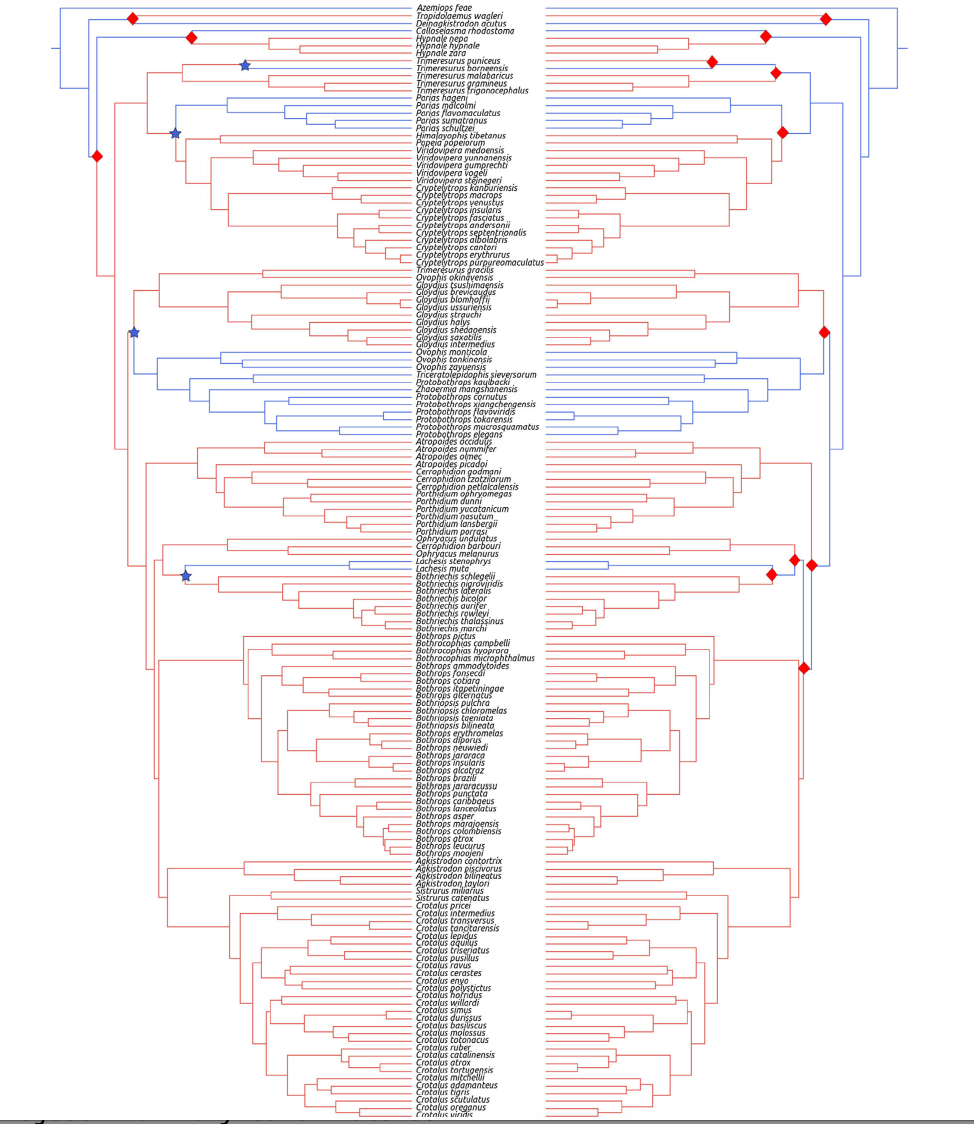 Azemiops feae
Tropidolaemus wagleri
Deinagkistrodon acutus
Calloselasma rhodostoma
Hypnale nepa
Hypnale hypnale
Hypnale zara
Trimeresurus puniceus
Trimeresurus borneensis
Trimeresurus malabaricus
Trimeresurus gramineus
Trimeresurus trigonocephalus
Parias hageni
Parias malcolmi
Parias flavomaculatus
Parias sumatranus
Parias schultzei
Himalayophis tibetanus
Popeia popeiorum
Viridovipera medoensis
Viridovipera yunnanensis
Viridovipera gumprechti
Viridovipera vogeli
Viridovipera stejnegeri
Cryptelytrops kanburiensis
Cryptelytrops macrops
Cryptelytrops venustus
Cryptelytrops insularis
Cryptelytrops fasciatus
Cryptelytrops andersonii
Cryptelytrops septentrionalis
Cryptelytrops albolabris
Cryptelytrops cantori
Cryptelytrops erythrurus
Cryptelytrops purpureomaculatus
Trimeresurus gracilis
Ovophis okinavensis
Gloydius tsushimaensis
Gloydius brevicaudus
Gloydius blomhoffii
Gloydius ussuriensis
Gloydius strauchi
Gloydius halys
Gloydius shedaoensis
Gloydius saxatilis
Gloydius intermedius
Ovophis monticola
Ovophis tonkinensis
Ovophis zayuensis
Triceratolepidophis sieversorum
Protobothrops kaulbacki
Zhaoermia mangshanensis
Protobothrops cornutus
Protobothrops xiangchengensis
Protobothrops flavoviridis
Protobothrops tokarensis
Protobothrops mucrosquamatus
Protobothrops elegans
Atropoides occiduus
Atropoides nummifer
Atropoides olmec
Atropoides picadoi
Cerrophidion godmani
Cerrophidion tzotzilorum
Cerrophidion petlalcalensis
Porthidium ophryomegas
Porthidium dunni
Porthidium yucatanicum
Porthidium nasutum
Porthidium lansbergii
Porthidium porrasi
Ophryacus undulatus
Cerrophidion barbouri
Ophryacus melanurus
Lachesis stenophrys
Lachesis muta
Bothriechis schlegelii
Bothriechis nigroviridis
Bothriechis lateralis
Bothriechis bicolor
Bothriechis aurifer
Bothriechis rowleyi
Bothriechis thalassinus
Bothriechis marchi
Bothrops pictus
Bothrocophias campbelli
Bothrocophias hyoprora
Bothrocophias microphthalmus
Bothrops ammodytoides
Bothrops fonsecai
Bothrops cotiara
Bothrops itapetiningae
Bothrops alternatus
Bothriopsis pulchra
Bothriopsis chloromelas
Bothriopsis taeniata
Bothriopsis bilineata
Bothrops erythromelas
Bothrops diporus
Bothrops neuwiedi
Bothrops jararaca
Bothrops insularis
Bothrops alcatraz
Bothrops brazili
Bothrops jararacussu
Bothrops punctata
Bothrops caribbaeus
Bothrops lanceolatus
Bothrops asper
Bothrops marajoensis
Bothrops colombiensis
Bothrops atrox
Bothrops leucurus
Bothrops moojeni
Agkistrodon contortrix
Agkistrodon piscivorus
Agkistrodon bilineatus
Agkistrodon taylori
Sistrurus miliarius
Sistrurus catenatus
Crotalus pricei
Crotalus intermedius
Crotalus transversus
Crotalus tancitarensis
Crotalus lepidus
Crotalus aquilus
Crotalus triseriatus
Crotalus pusillus
Crotalus ravus
Crotalus cerastes
Crotalus enyo
Crotalus polystictus
Crotalus horridus
Crotalus willardi
Crotalus simus
Crotalus durissus
Crotalus basiliscus
Crotalus molossus
Crotalus totonacus
Crotalus ruber
Crotalus catalinensis
Crotalus atrox
Crotalus tortugensis
Crotalus mitchellii
Crotalus adamanteus
Crotalus tigris
Crotalus scutulatus
Crotalus oreganus
Crotalus viridis